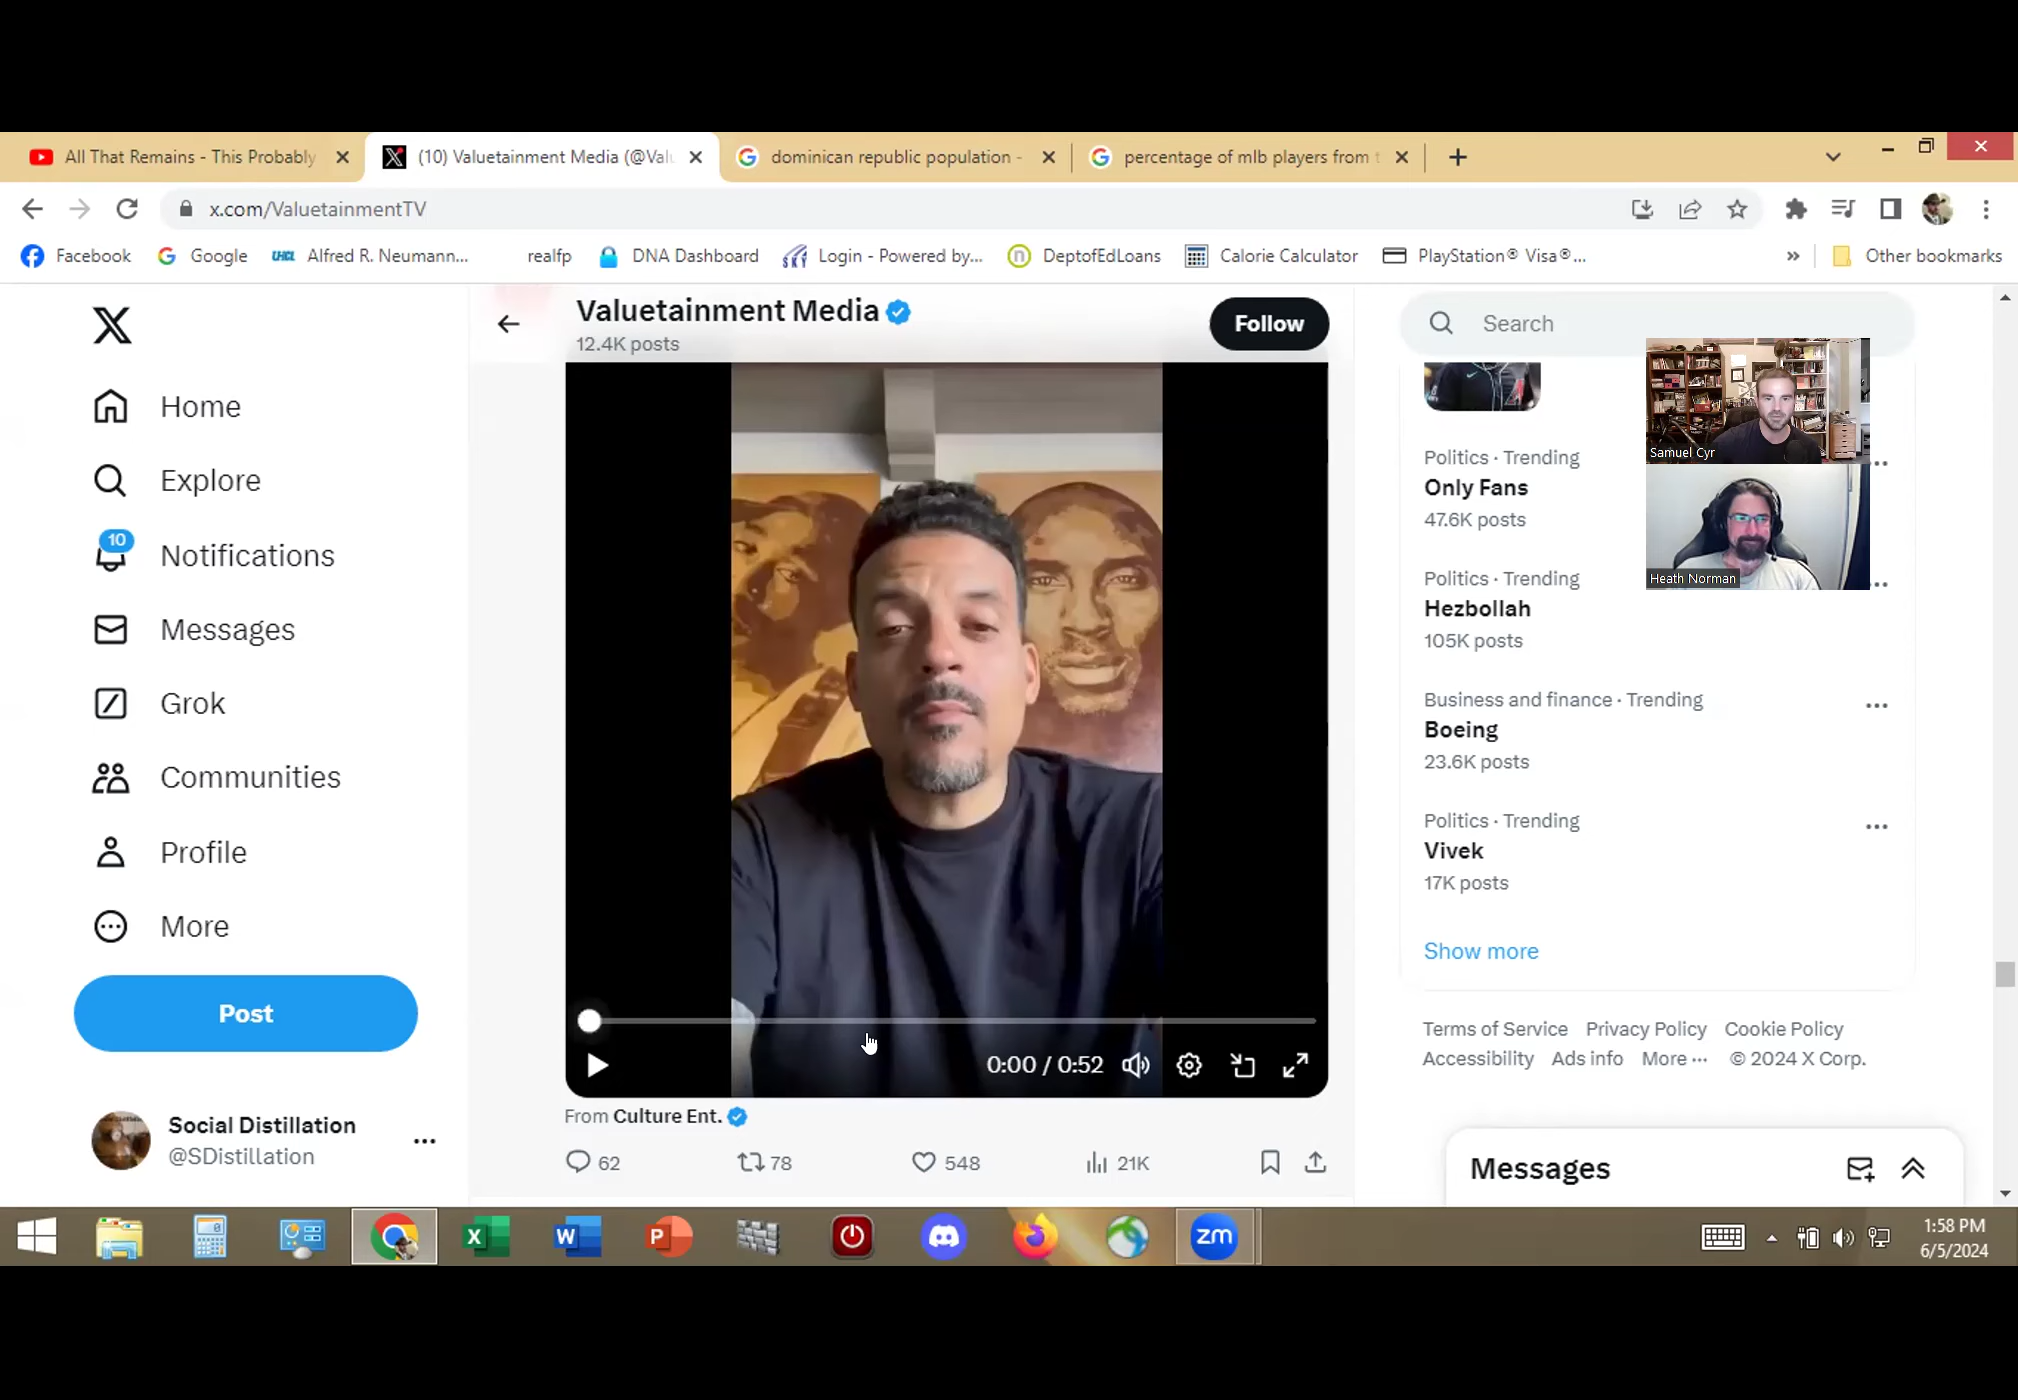 All That Remains - This Probably
(10) Valuetainment Media (@Valu
dominican republic population -
percentage of mlb players from t
x.com/ValuetainmentTV
Facebook
Google
LHCL
Alfred R. Neumann...
realfp
DNA Dashboard
SKY
Login - Powered by...
n
DeptofEdLoans
Calorie Calculator
PlayStation® Visa®...
»
Other bookmarks
Valuetainment Media
12.4K posts
Follow
Search
Home
Explore
10
Notifications
Messages
Grok
Communities
Profile
More
Post
Social Distillation
@SDistillation
0:00 / 0:52
From Culture Ent.
62
78
548
21K
Samuel Cyr
Heath Norman
Politics · Trending
Only Fans
47.6K posts
Politics · Trending
Hezbollah
105K posts
Business and finance · Trending
Boeing
23.6K posts
Politics · Trending
Vivek
17K posts
Show more
Terms of Service Privacy Policy Cookie Policy
Accessibility Ads info More ··· © 2024 X Corp.
Messages
X
W
P
zm
1:58 PM
6/5/2024